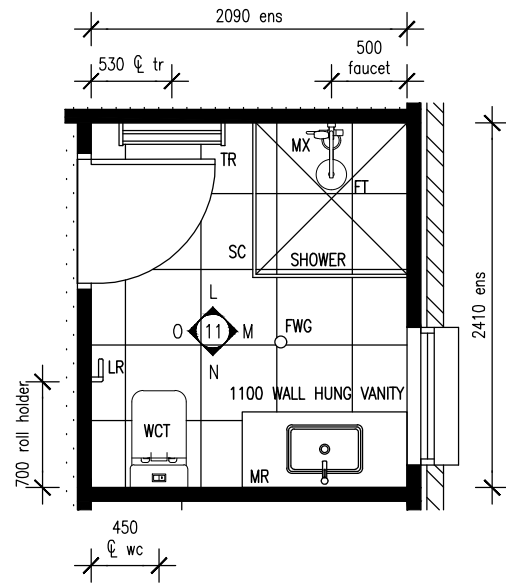 2090 ens
530 ℄ tr
500
faucet
TR
MX
FT
SC
SHOWER
L
O 11 M
N
FWG
2410 ens
LR
700 roll holder
1100 WALL HUNG VANITY
WCT
MR
450
℄ wc